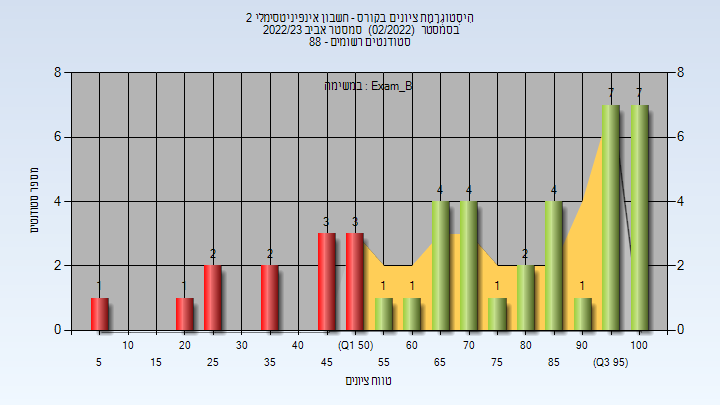 היסטוגרמת ציונים בקורס - חשבון אינפיניטסימלי 2
בסמסטר (02/2022) סמסטר אביב 2022/23
סטודנטים רשומים - 88
במשימה : Exam_B
מספר סטודנטים
8 8
6 6
4 4
2 2
0 0
1 1 2 2 3 3 1 1 4 4 1 2 4 1 7 7
10 20 30 40 (Q1 50) 60 70 80 90 100
5 15 25 35 45 55 65 75 85 (Q3 95)
טווח ציונים